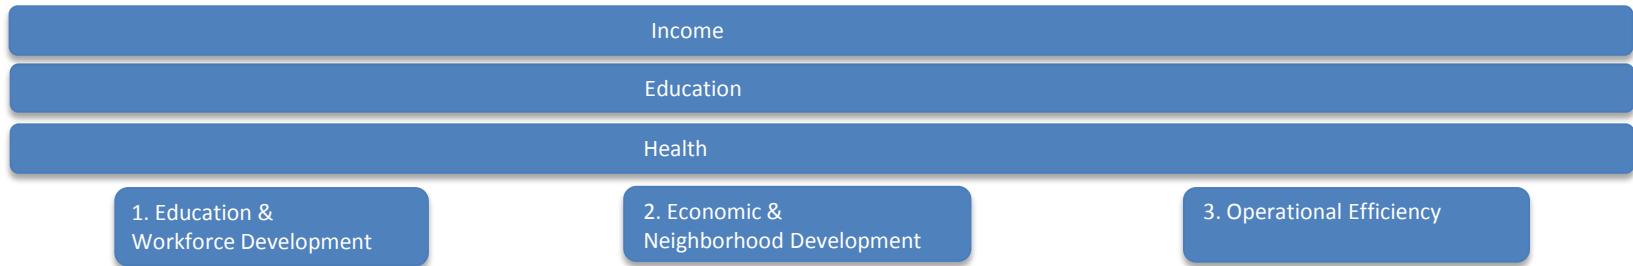 Income
Education
Health
1. Education &
Workforce Development
2. Economic &
Neighborhood Development
3. Operational Efficiency